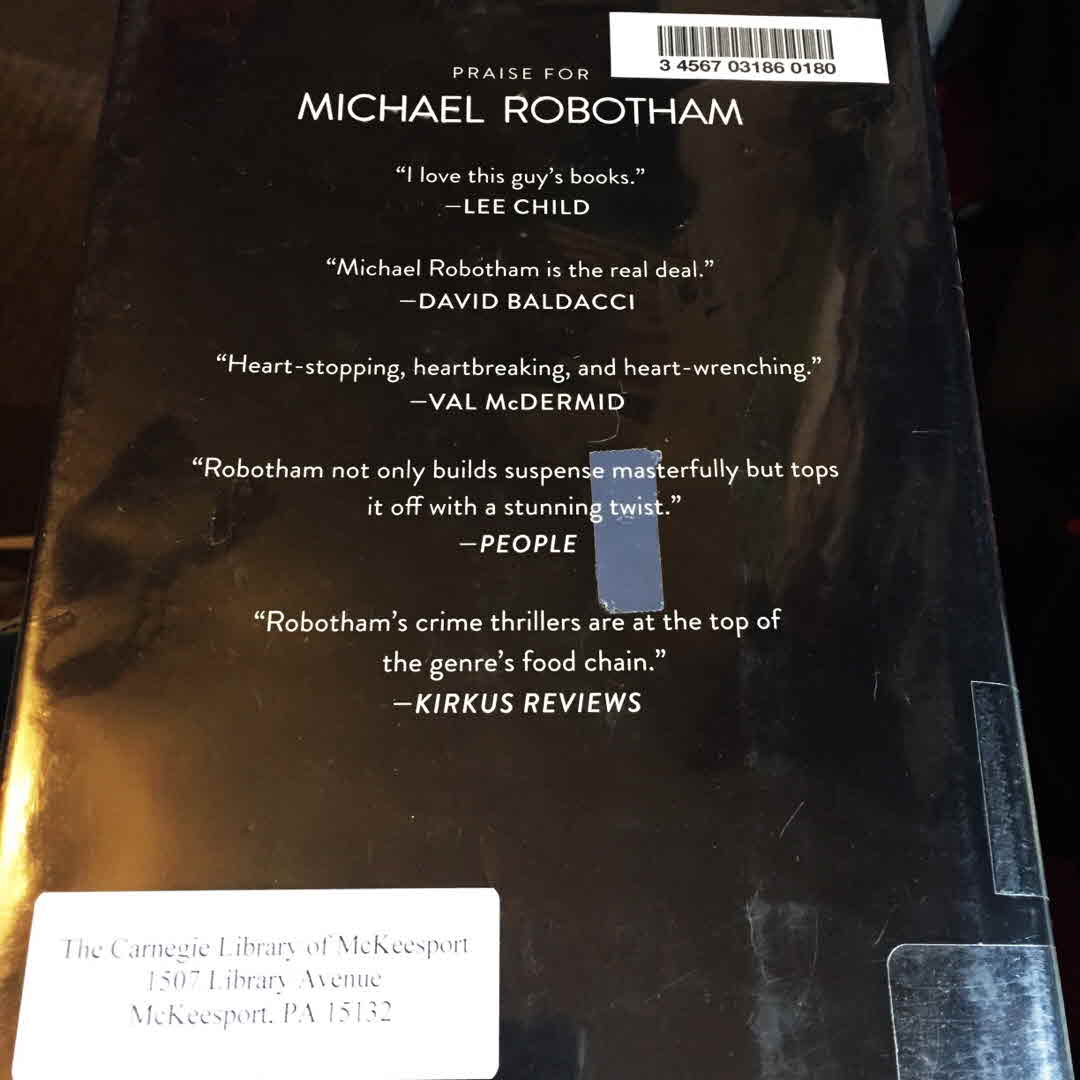 3 4567 03186 0180
PRAISE FOR
MICHAEL ROBOTHAM
“I love this guy’s books.”
—LEE CHILD
“Michael Robotham is the real deal.”
—DAVID BALDACCI
“Heart-stopping, heartbreaking, and heart-wrenching.”
—VAL McDERMID
“Robotham not only builds suspense masterfully but tops
it off with a stunning twist.”
—PEOPLE
“Robotham’s crime thrillers are at the top of
the genre’s food chain.”
—KIRKUS REVIEWS
The Carnegie Library of McKeesport
1507 Library Avenue
McKeesport, PA 15132